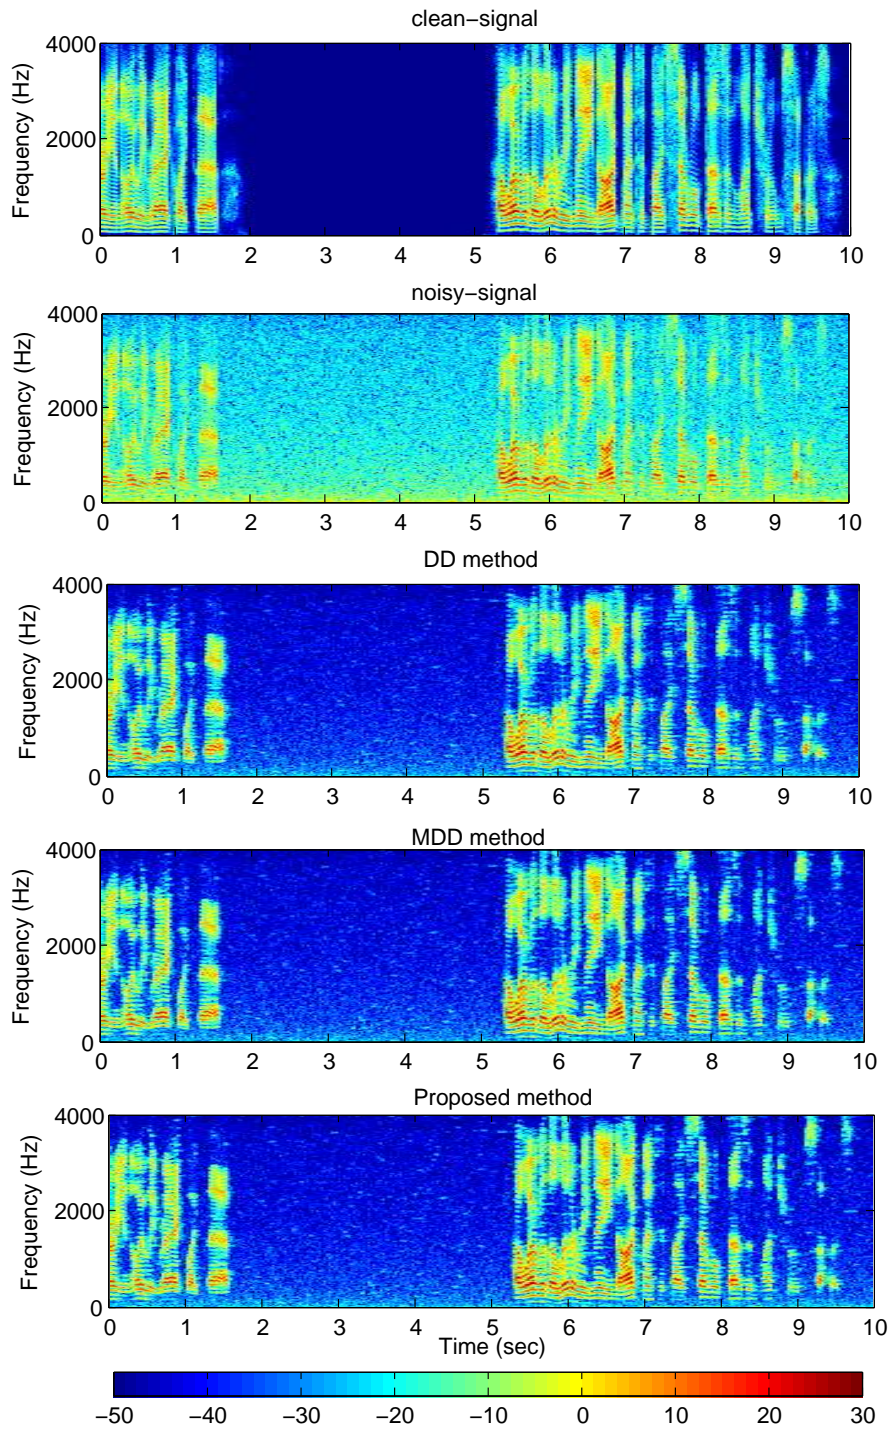 clean−signal
Frequency (Hz)
4000
2000
0
0 1 2 3 4 5 6 7 8 9 10
noisy−signal
Frequency (Hz)
4000
2000
0
0 1 2 3 4 5 6 7 8 9 10
DD method
Frequency (Hz)
4000
2000
0
0 1 2 3 4 5 6 7 8 9 10
MDD method
Frequency (Hz)
4000
2000
0
0 1 2 3 4 5 6 7 8 9 10
Proposed method
Frequency (Hz)
4000
2000
0
0 1 2 3 4 5 6 7 8 9 10
Time (sec)
−50 −40 −30 −20 −10 0 10 20 30